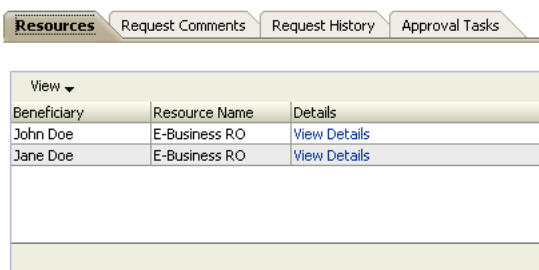 Resources Request Comments Request History Approval Tasks
View
Beneficiary Resource Name Details
John Doe E-Business RO View Details
Jane Doe E-Business RO View Details